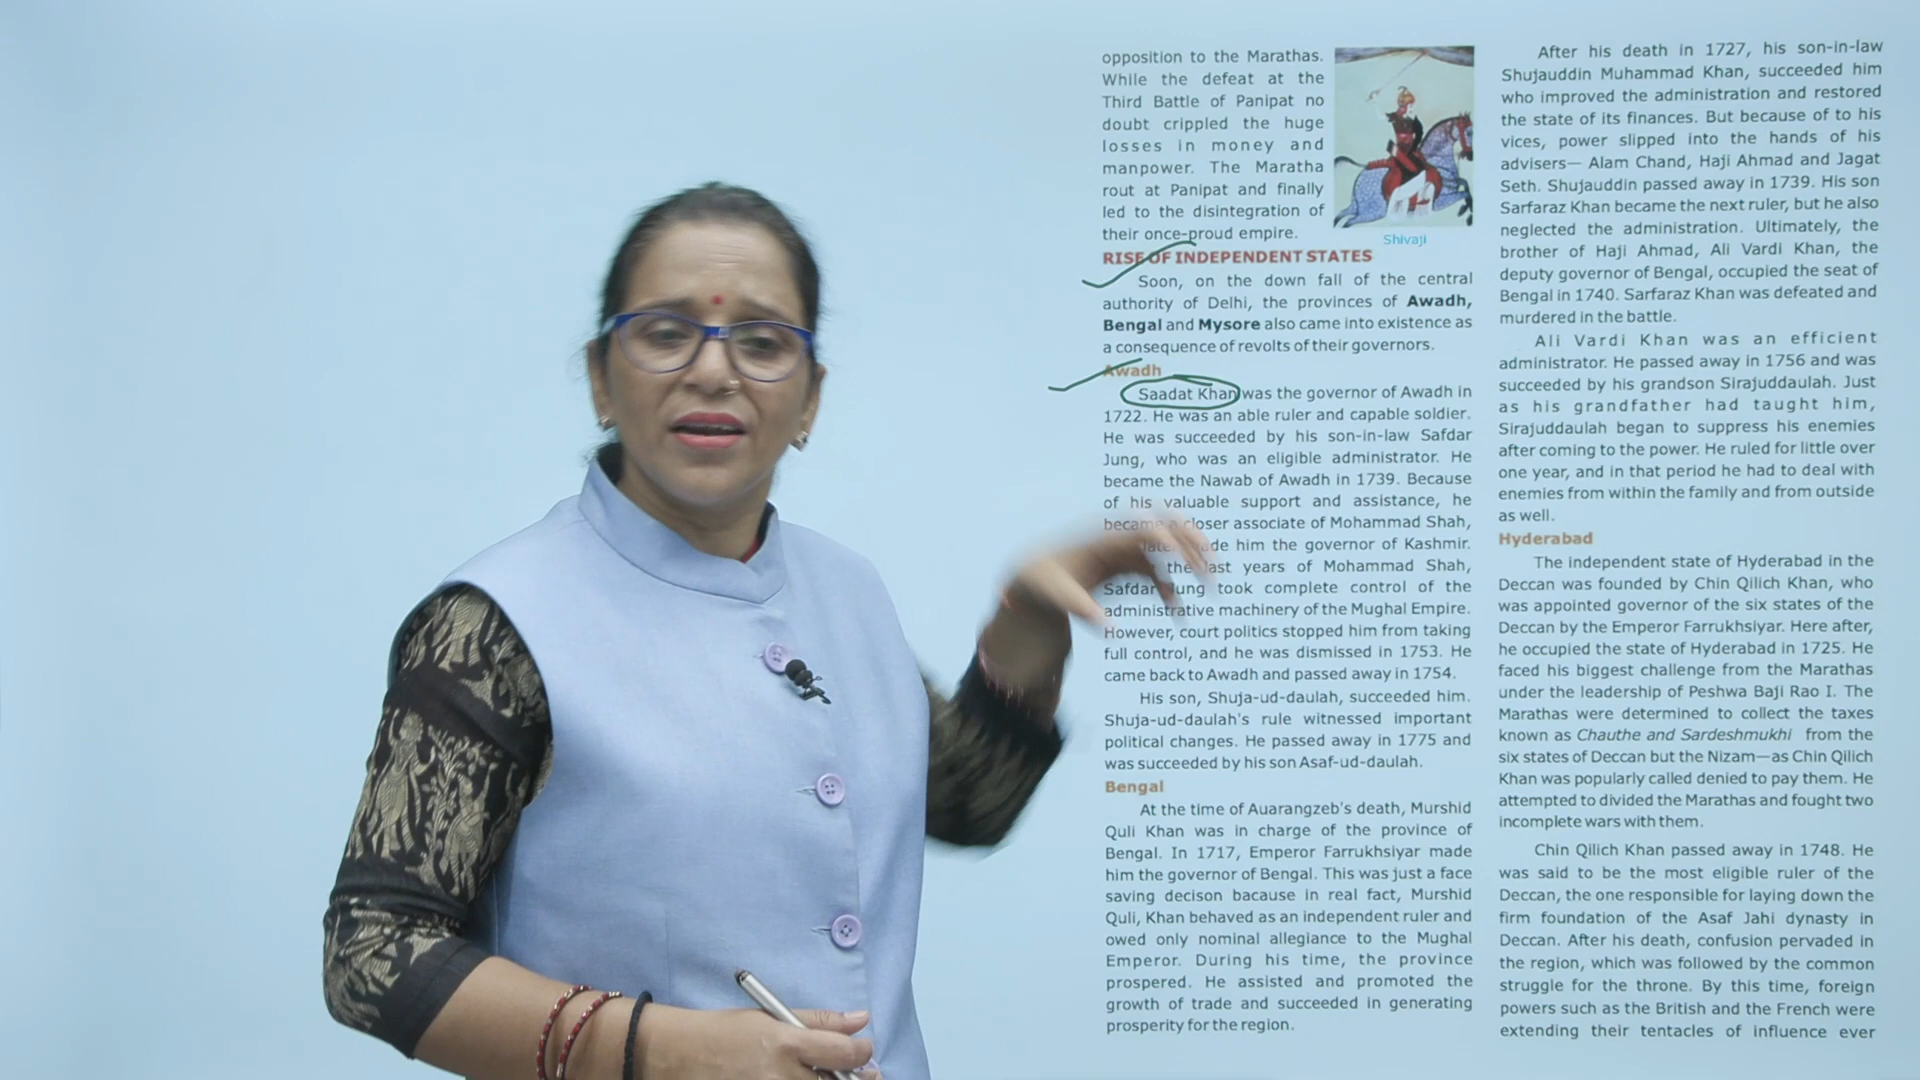 opposition to the Marathas.
While the defeat at the
Third Battle of Panipat no
doubt crippled the huge
losses in money and
manpower. The Maratha
rout at Panipat and finally
led to the disintegration of
their once-proud empire.
Shivaji
RISE OF INDEPENDENT STATES
Soon, on the down fall of the central
authority of Delhi, the provinces of Awadh,
Bengal and Mysore also came into existence as
a consequence of revolts of their governors.
Awadh
Saadat Khan was the governor of Awadh in
1722. He was an able ruler and capable soldier.
He was succeeded by his son-in-law Safdar
Jung, who was an eligible administrator. He
became the Nawab of Awadh in 1739. Because
of his valuable support and assistance, he
became a closer associate of Mohammad Shah,
him the governor of Kashmir.
the last years of Mohammad Shah,
Safdar Jung took complete control of the
administrative machinery of the Mughal Empire.
However, court politics stopped him from taking
full control, and he was dismissed in 1753. He
came back to Awadh and passed away in 1754.
His son, Shuja-ud-daulah, succeeded him.
Shuja-ud-daulah's rule witnessed important
political changes. He passed away in 1775 and
was succeeded by his son Asaf-ud-daulah.
Bengal
At the time of Auarangzeb's death, Murshid
Quli Khan was in charge of the province of
Bengal. In 1717, Emperor Farrukhsiyar made
him the governor of Bengal. This was just a face
saving decison bacause in real fact, Murshid
Quli, Khan behaved as an independent ruler and
owed only nominal allegiance to the Mughal
Emperor. During his time, the province
prospered. He assisted and promoted the
growth of trade and succeeded in generating
prosperity for the region.
After his death in 1727, his son-in-law
Shujauddin Muhammad Khan, succeeded him
who improved the administration and restored
the state of its finances. But because of to his
vices, power slipped into the hands of his
advisers— Alam Chand, Haji Ahmad and Jagat
Seth. Shujauddin passed away in 1739. His son
Sarfaraz Khan became the next ruler, but he also
neglected the administration. Ultimately, the
brother of Haji Ahmad, Ali Vardi Khan, the
deputy governor of Bengal, occupied the seat of
Bengal in 1740. Sarfaraz Khan was defeated and
murdered in the battle.
Ali Vardi Khan was an efficient
administrator. He passed away in 1756 and was
succeeded by his grandson Sirajuddaulah. Just
as his grandfather had taught him,
Sirajuddaulah began to suppress his enemies
after coming to the power. He ruled for little over
one year, and in that period he had to deal with
enemies from within the family and from outside
as well.
Hyderabad
The independent state of Hyderabad in the
Deccan was founded by Chin Qilich Khan, who
was appointed governor of the six states of the
Deccan by the Emperor Farrukhsiyar. Here after,
he occupied the state of Hyderabad in 1725. He
faced his biggest challenge from the Marathas
under the leadership of Peshwa Baji Rao I. The
Marathas were determined to collect the taxes
known as Chauthe and Sardeshmukhi from the
six states of Deccan but the Nizam—as Chin Qilich
Khan was popularly called denied to pay them. He
attempted to divided the Marathas and fought two
incomplete wars with them.
Chin Qilich Khan passed away in 1748. He
was said to be the most eligible ruler of the
Deccan, the one responsible for laying down the
firm foundation of the Asaf Jahi dynasty in
Deccan. After his death, confusion pervaded in
the region, which was followed by the common
struggle for the throne. By this time, foreign
powers such as the British and the French were
extending their tentacles of influence ever